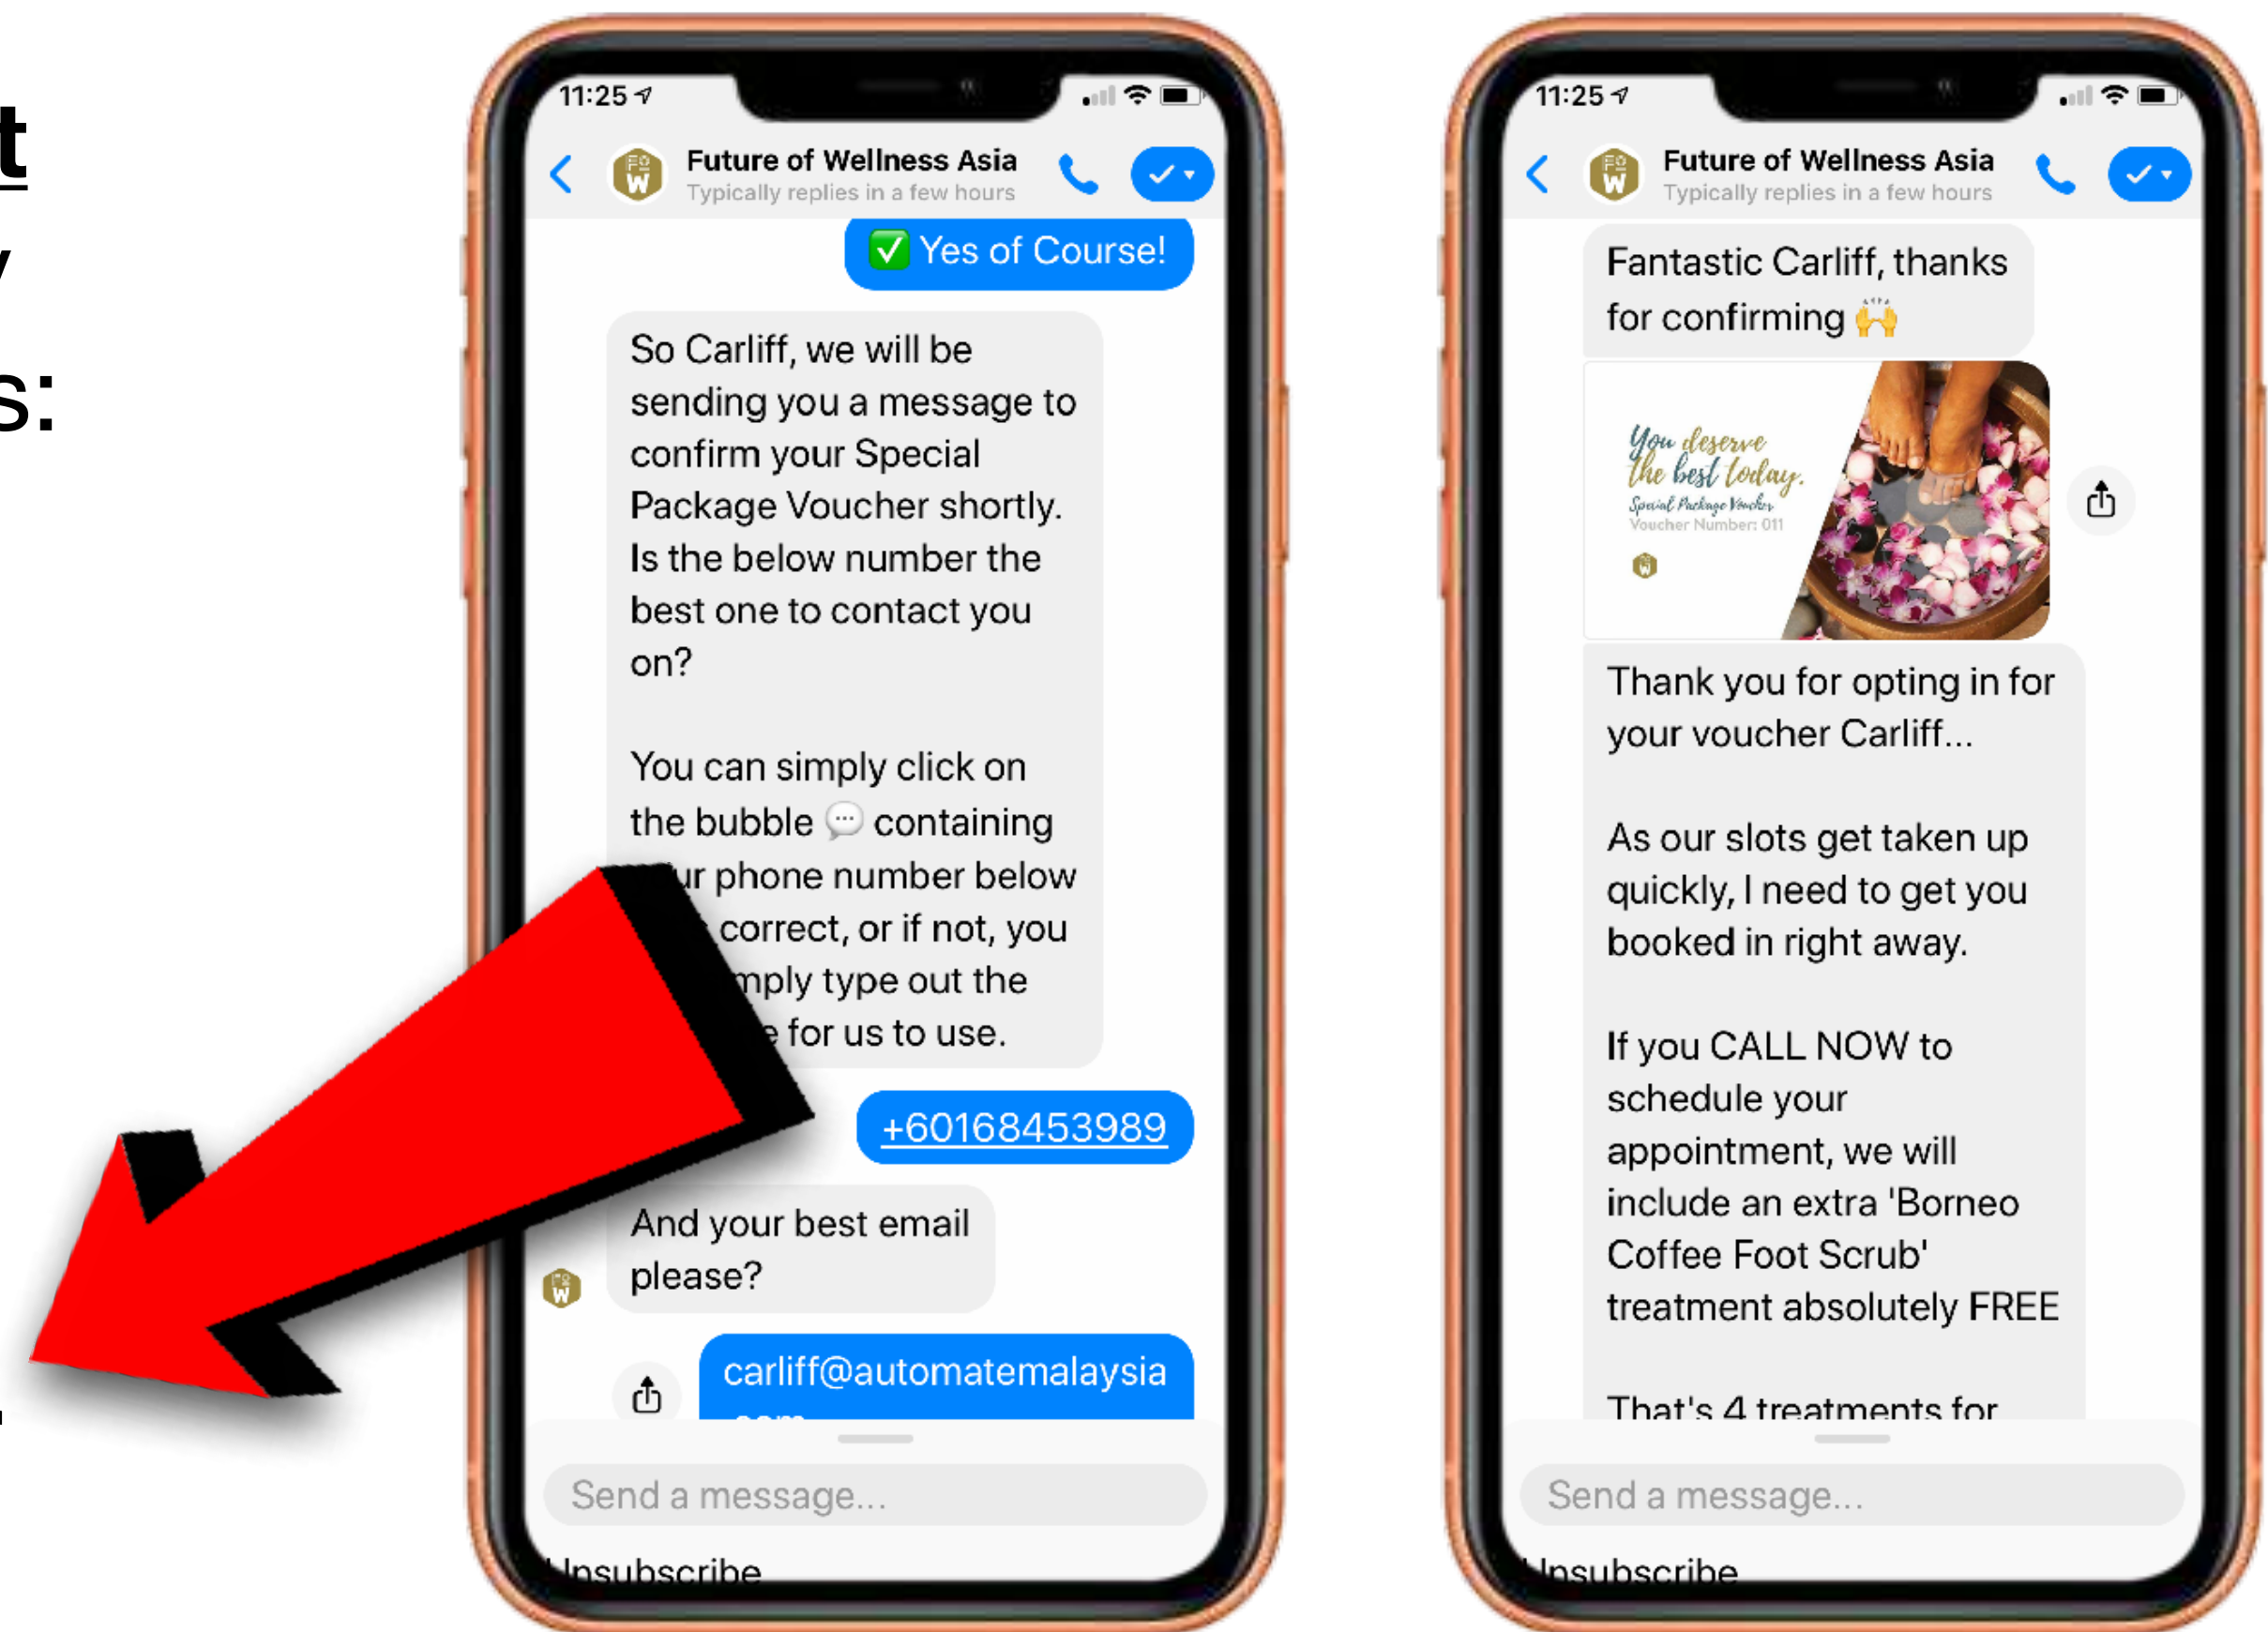 t
y
s:
11:25
Future of Wellness Asia
Typically replies in a few hours
✅ Yes of Course!
So Carliff, we will be
sending you a message to
confirm your Special
Package Voucher shortly.
Is the below number the
best one to contact you
on?
You can simply click on
the bubble 💬 containing
ur phone number below
correct, or if not, you
mply type out the
e for us to use.
+60168453989
And your best email
please?
carliff@automatemalaysia
.com
Send a message...
Unsubscribe
11:25
Future of Wellness Asia
Typically replies in a few hours
Fantastic Carliff, thanks
for confirming 🙌
You deserve
the best today.
Special Package Voucher
Voucher Number: 011
Thank you for opting in for
your voucher Carliff...
As our slots get taken up
quickly, I need to get you
booked in right away.
If you CALL NOW to
schedule your
appointment, we will
include an extra 'Borneo
Coffee Foot Scrub'
treatment absolutely FREE
That's 4 treatments for
Send a message...
Unsubscribe